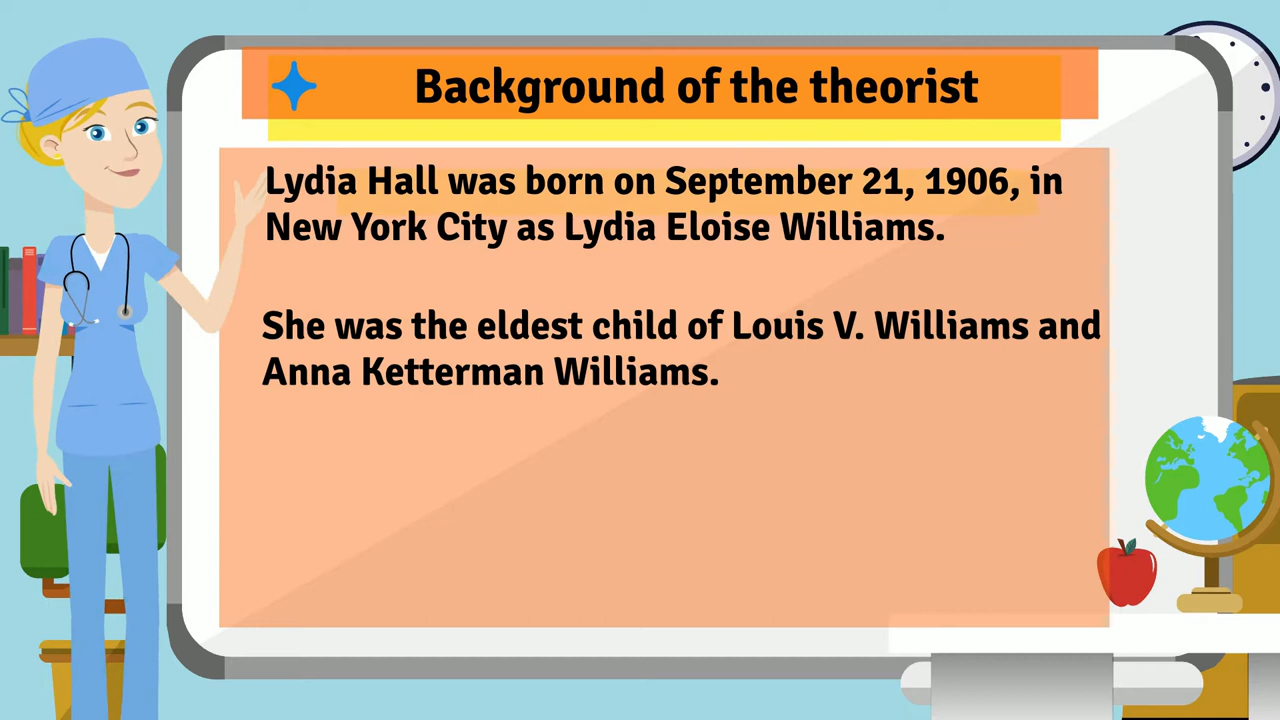 Background of the theorist
Lydia Hall was born on September 21, 1906, in
New York City as Lydia Eloise Williams.
She was the eldest child of Louis V. Williams and
Anna Ketterman Williams.